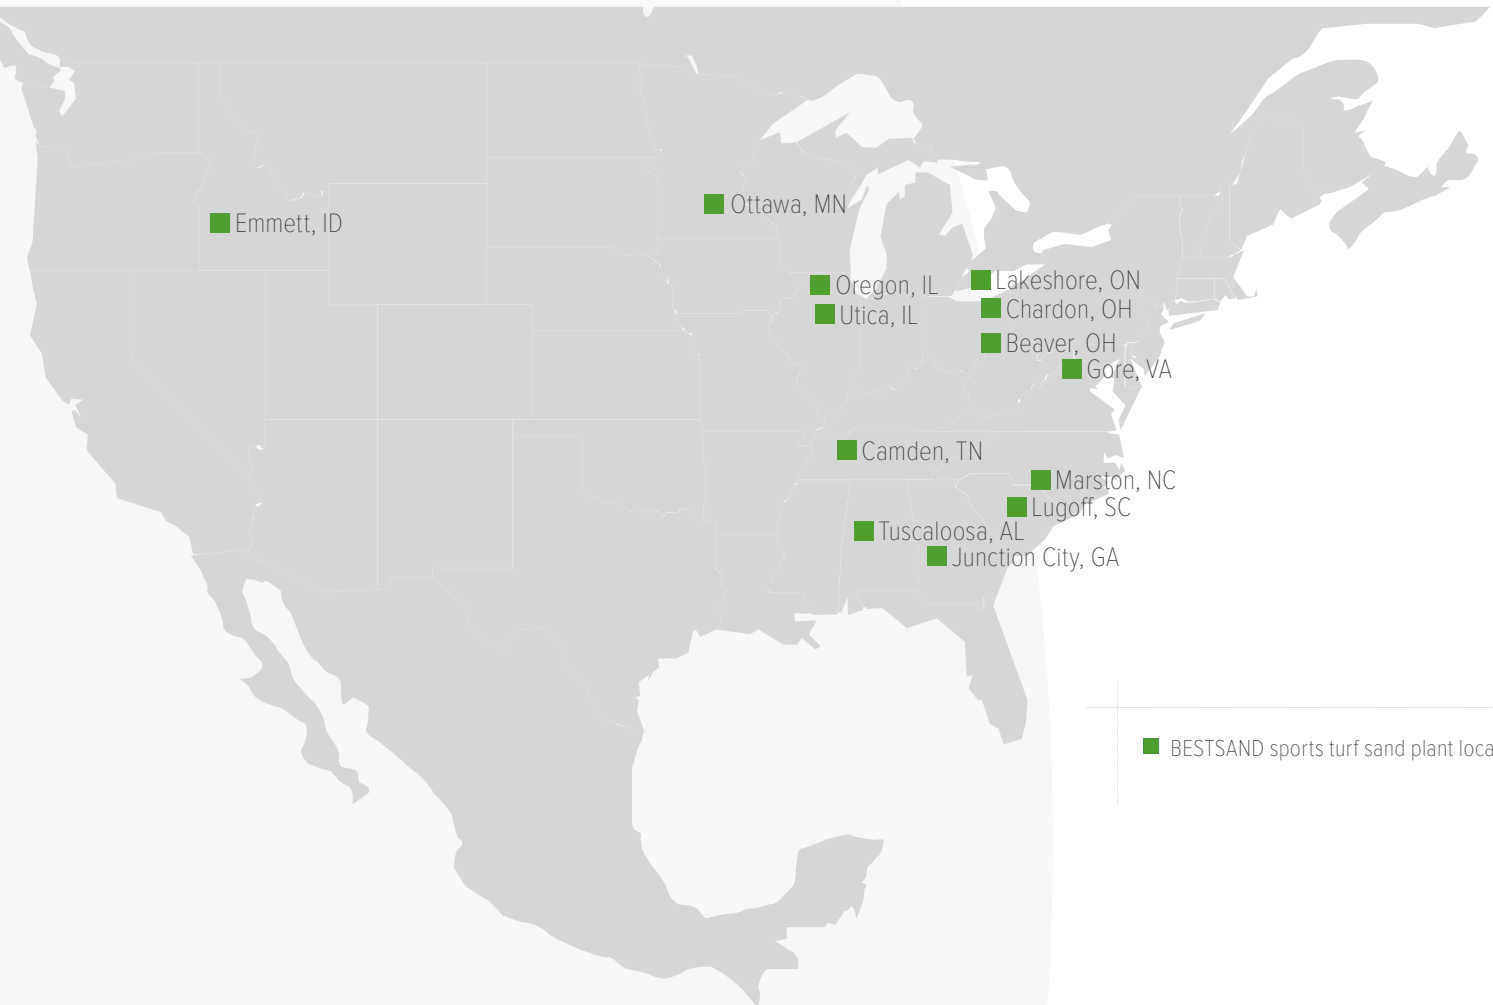 Ottawa, MN
Emmett, ID
Lakeshore, ON
Oregon, IL
Chardon, OH
Utica, IL
Beaver, OH
Gore, VA
Camden, TN
Marston, NC
Lugoff, SC
Tuscaloosa, AL
Junction City, GA
BESTSAND sports turf sand plant loca